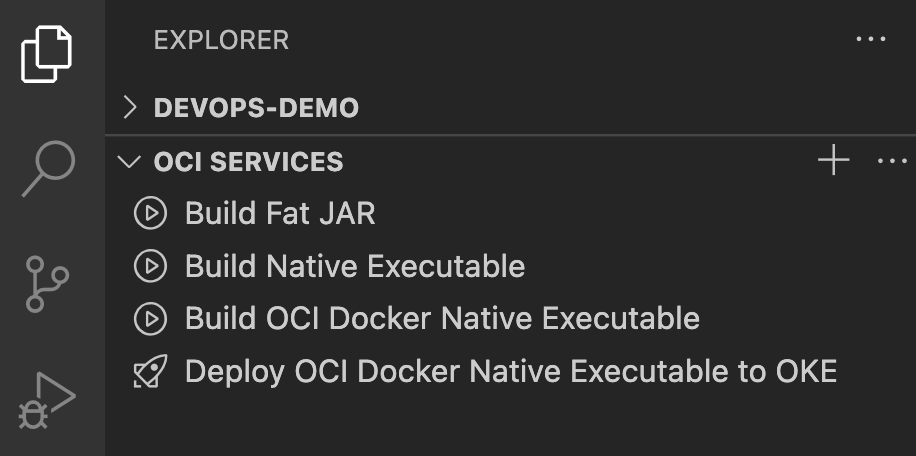 EXPLORER
DEVOPS-DEMO
OCI SERVICES
Build Fat JAR
Build Native Executable
Build OCI Docker Native Executable
Deploy OCI Docker Native Executable to OKE